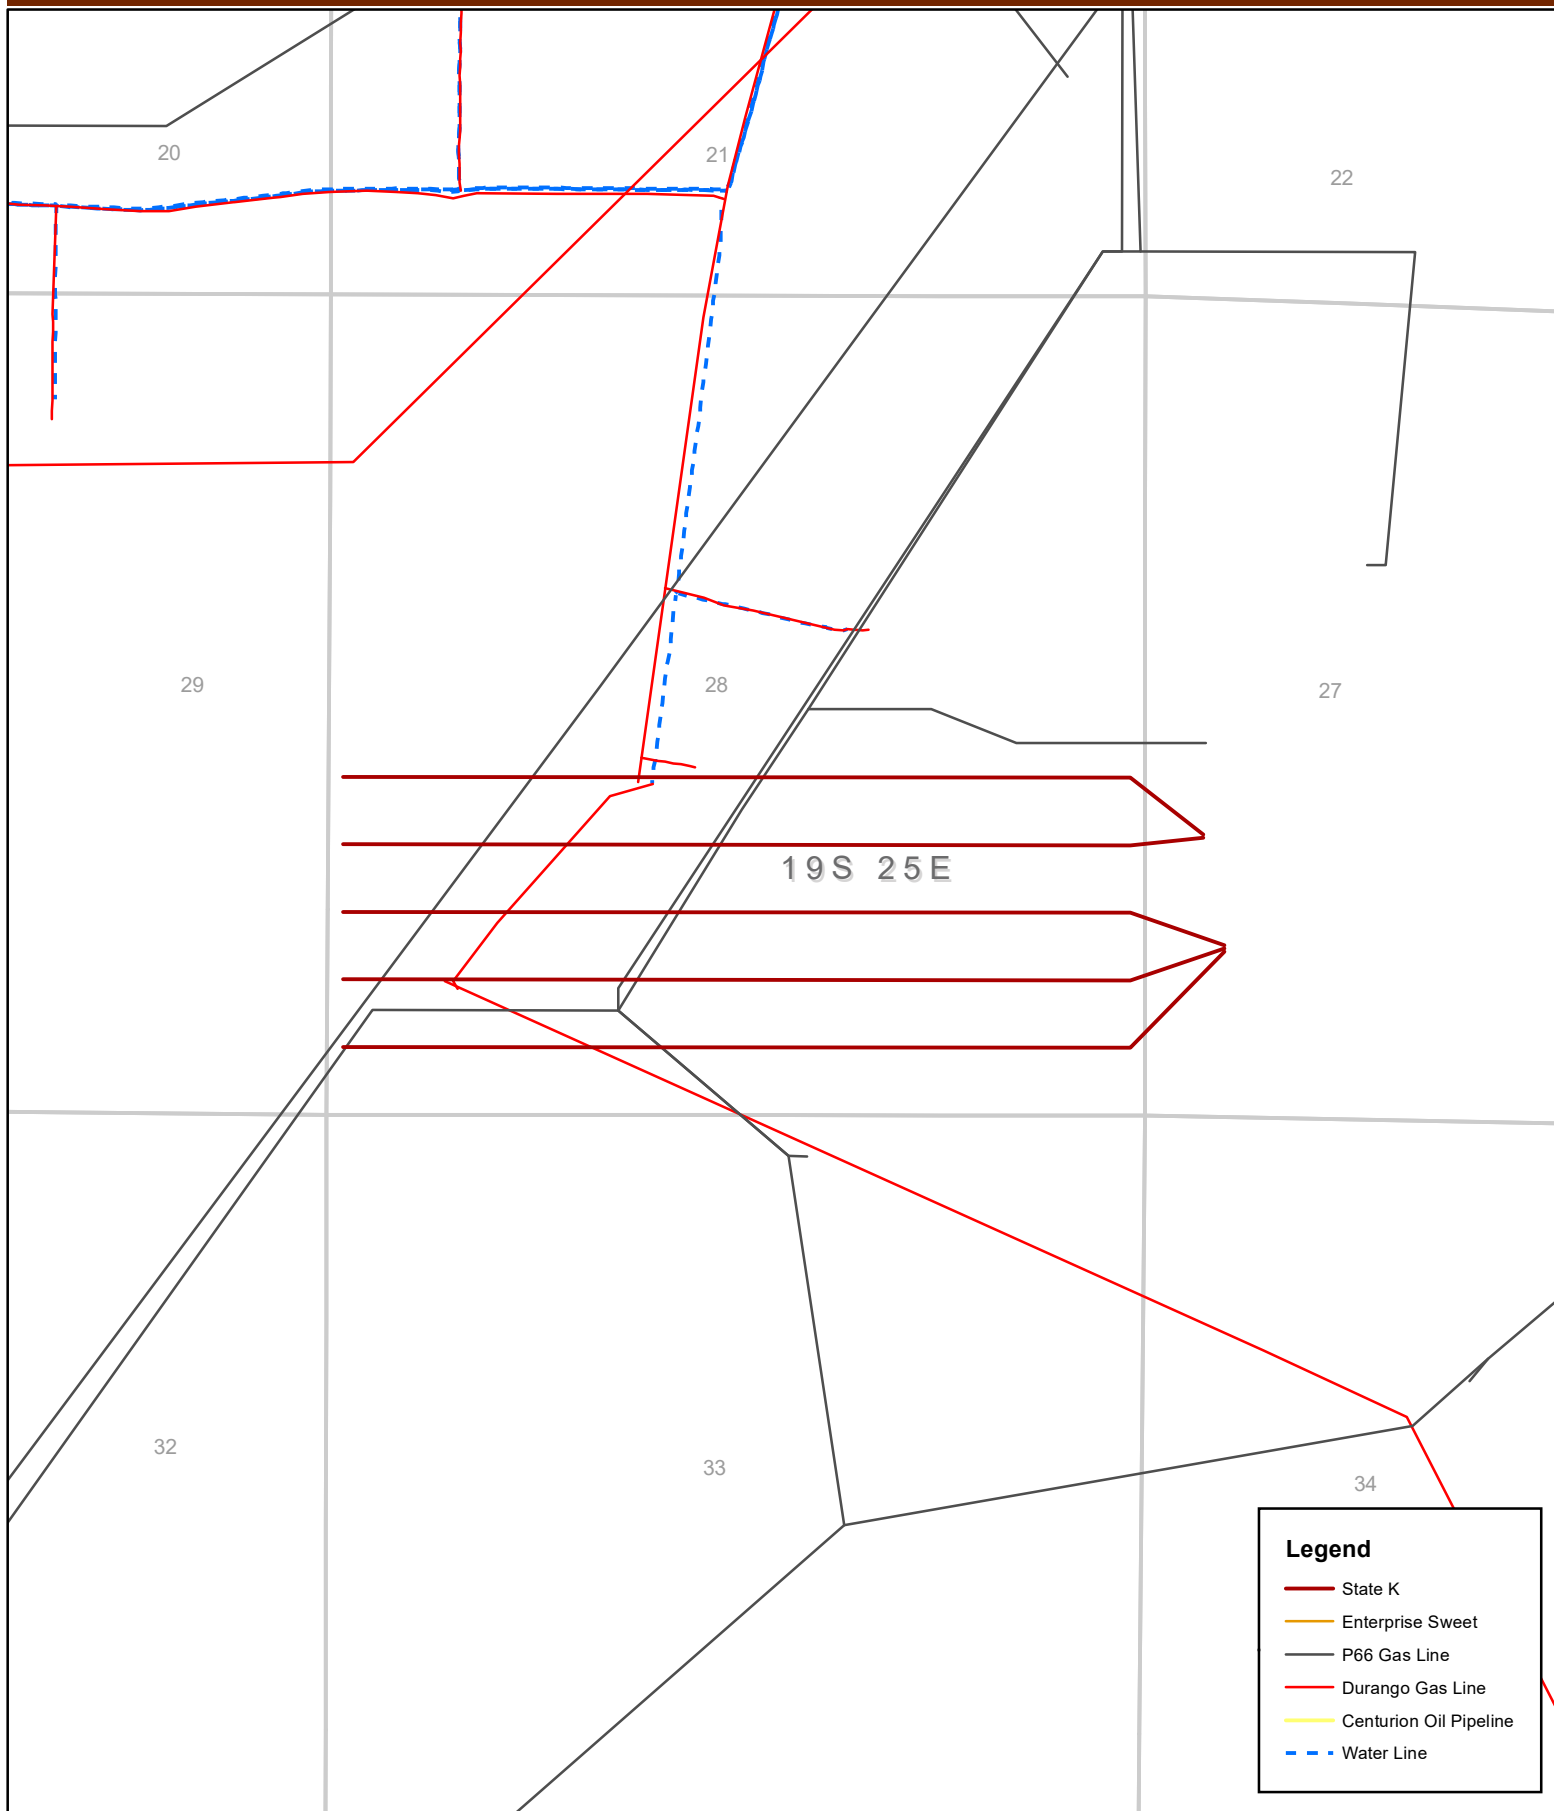 20
21
22
29
28
27
19S 25E
32
33
34
Legend
State K
Enterprise Sweet
P66 Gas Line
Durango Gas Line
Centurion Oil Pipeline
Water Line